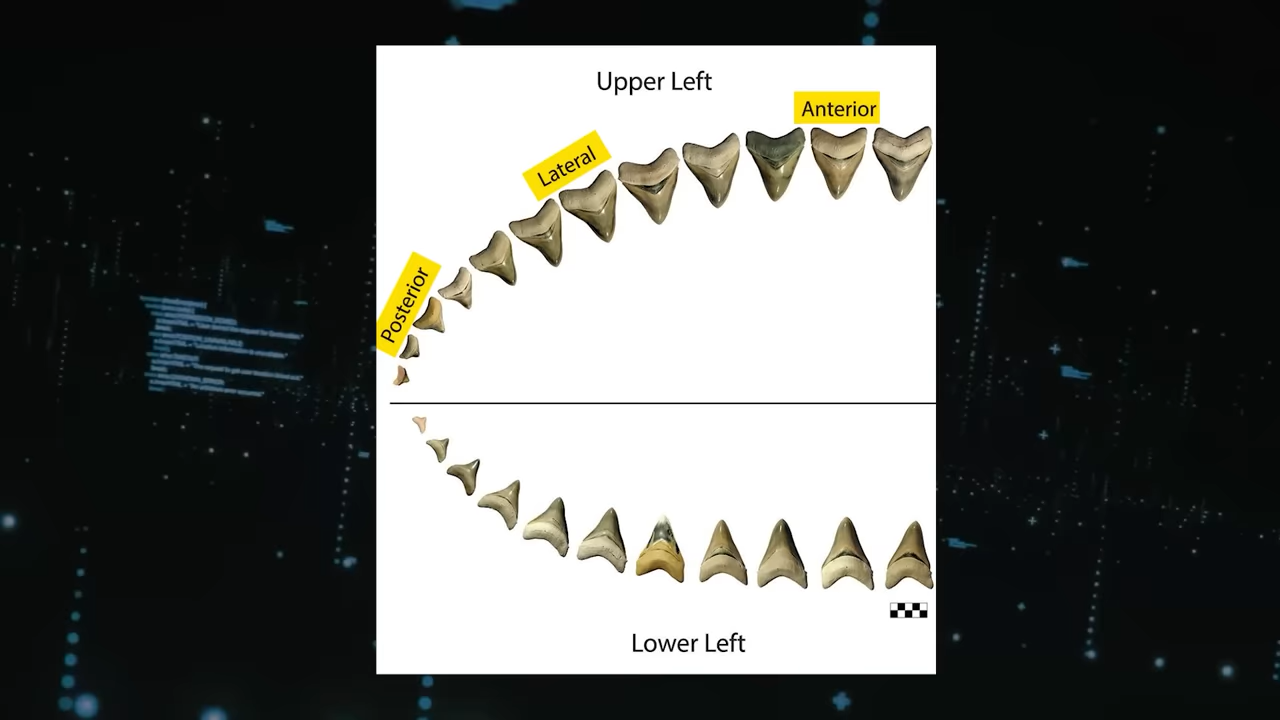 Upper Left
Anterior
Lateral
Posterior
Lower Left